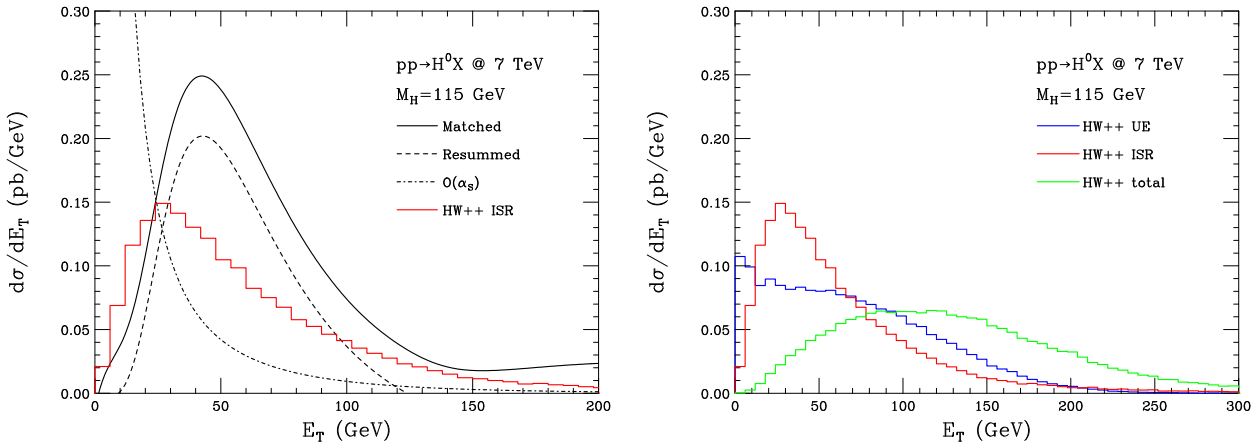 0.30
0.25
0.20
0.15
0.10
0.05
0.00
dσ/dE_T (pb/GeV)
pp→H⁰X @ 7 TeV
M_H=115 GeV
Matched
Resummed
O(α_s)
HW++ ISR
0 50 100 150 200
E_T (GeV)
0.30
0.25
0.20
0.15
0.10
0.05
0.00
dσ/dE_T (pb/GeV)
pp→H⁰X @ 7 TeV
M_H=115 GeV
HW++ UE
HW++ ISR
HW++ total
0 50 100 150 200 250 300
E_T (GeV)